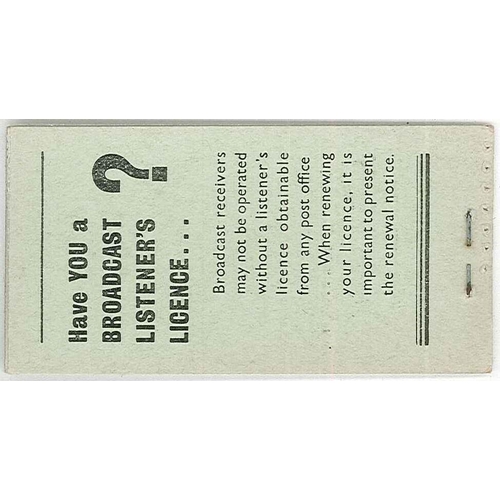 Have YOU a
BROADCAST
LISTENER'S
LICENCE... ?
Broadcast receivers
may not be operated
without a listener's
licence obtainable
from any post office
.... When renewing
your licence, it is
important to present
the renewal notice.